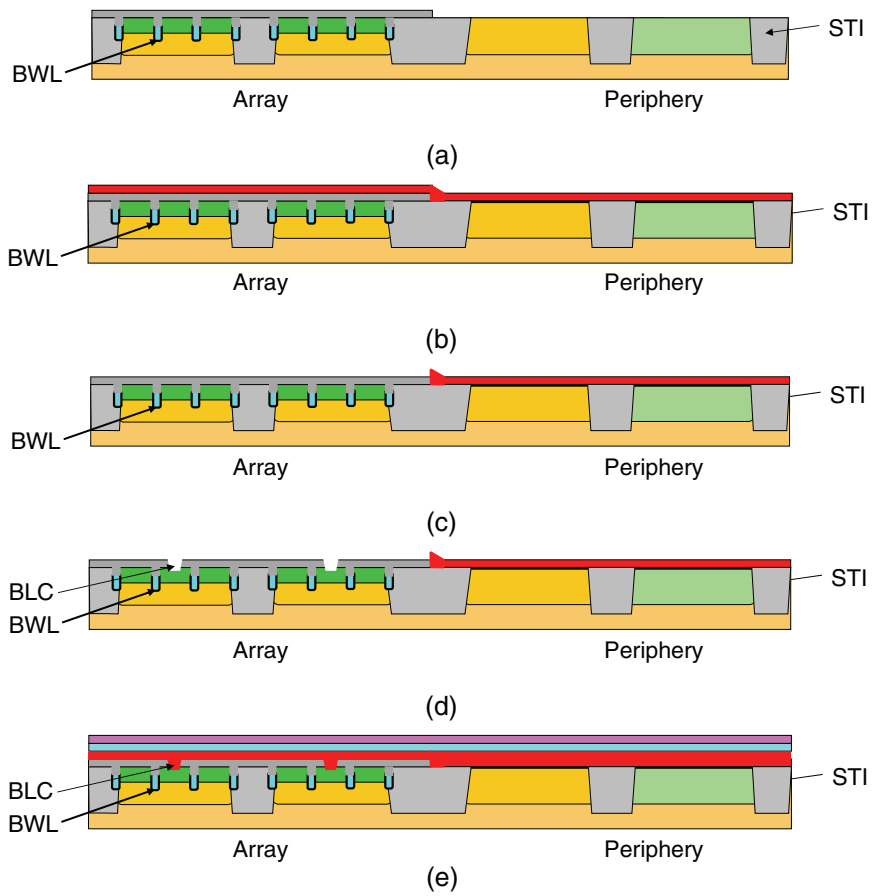 STI
BWL
Array Periphery
(a)
STI
BWL
Array Periphery
(b)
STI
BWL
Array Periphery
(c)
STI
BLC
BWL
Array Periphery
(d)
STI
BLC
BWL
Array Periphery
(e)